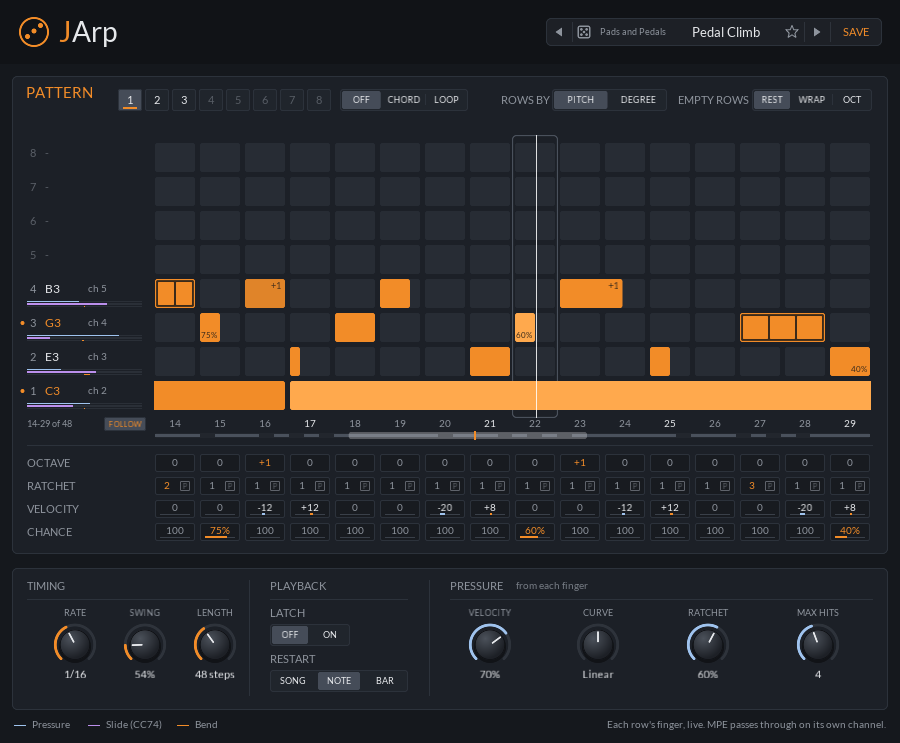 JArp
Pads and Pedals Pedal Climb SAVE
PATTERN 1 2 3 4 5 6 7 8 OFF CHORD LOOP ROWS BY PITCH DEGREE EMPTY ROWS REST WRAP OCT
8 -
7 -
6 -
5 -
4 B3 ch 5 +1 +1
3 G3 ch 4 75% 60%
2 E3 ch 3 40%
1 C3 ch 2
14-29 of 48 FOLLOW 14 15 16 17 18 19 20 21 22 23 24 25 26 27 28 29
OCTAVE 0 0 +1 0 0 0 0 0 0 +1 0 0 0 0 0 0
RATCHET 2 P 1 P 1 P 1 P 1 P 1 P 1 P 1 P 1 P 1 P 1 P 1 P 1 P 3 P 1 P 1 P
VELOCITY 0 0 -12 +12 0 0 -20 +8 0 0 -12 +12 0 0 -20 +8
CHANCE 100 75% 100 100 100 100 100 100 60% 100 100 100 100 100 100 40%
TIMING PLAYBACK PRESSURE from each finger
RATE SWING LENGTH LATCH VELOCITY CURVE RATCHET MAX HITS
OFF ON
RESTART
1/16 54% 48 steps SONG NOTE BAR 70% Linear 60% 4
Pressure Slide (CC74) Bend Each row's finger, live. MPE passes through on its own channel.